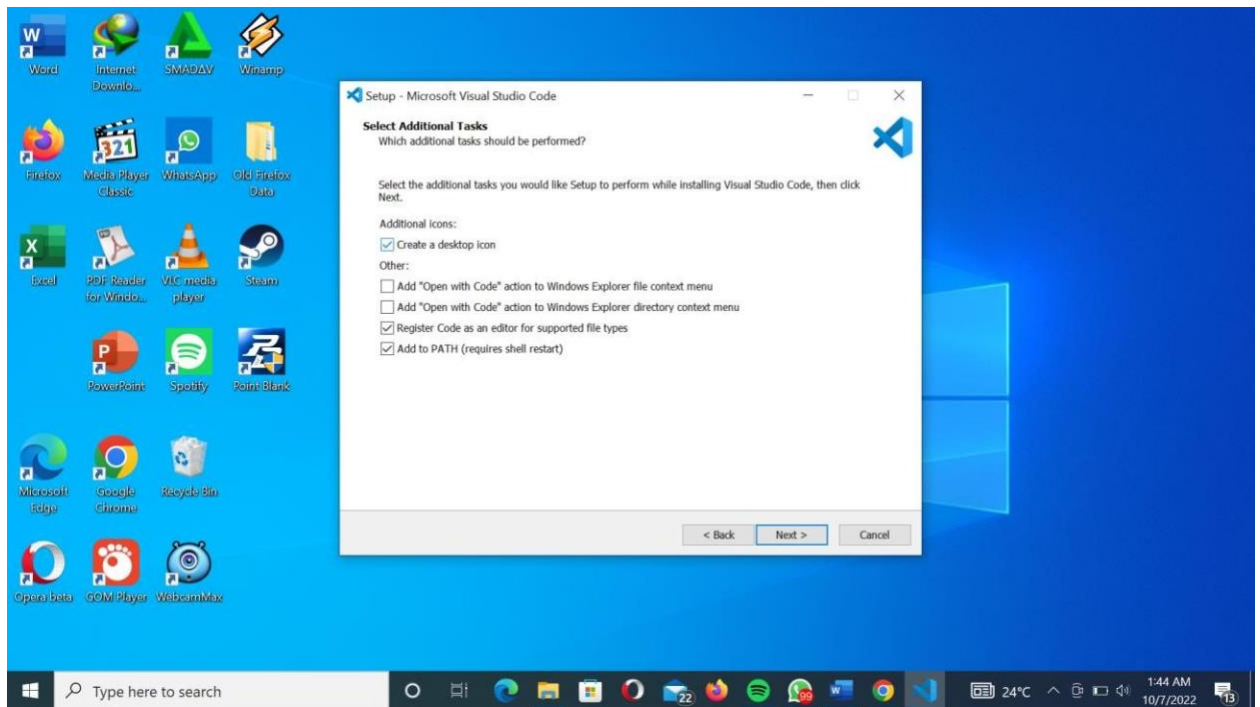 Word
Internet
Downlo...
SMADAV
Winamp
Firefox
321
Media Player
Classic
WhatsApp
Old Firefox
Data
Excel
PDF Reader
for Windo...
VLC media
player
Steam
PowerPoint
Spotify
Point Blank
Microsoft
Edge
Google
Chrome
Recycle Bin
Opera beta
GOM Player
WebcamMax
Setup - Microsoft Visual Studio Code
Select Additional Tasks
Which additional tasks should be performed?
Select the additional tasks you would like Setup to perform while installing Visual Studio Code, then click
Next.
Additional icons:
Create a desktop icon
Other:
Add "Open with Code" action to Windows Explorer file context menu
Add "Open with Code" action to Windows Explorer directory context menu
Register Code as an editor for supported file types
Add to PATH (requires shell restart)
< Back
Next >
Cancel
Type here to search
22
99
24°C
1:44 AM
10/7/2022
13